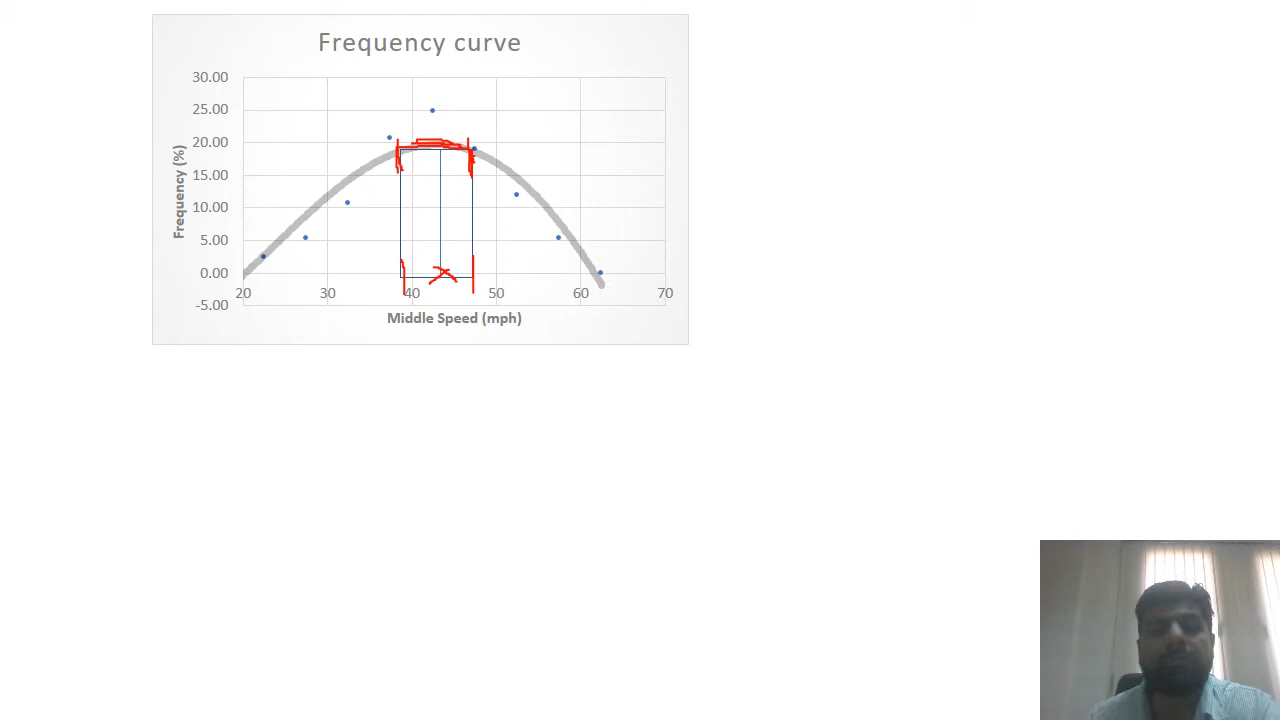 Frequency curve
30.00
25.00
20.00
15.00
10.00
5.00
0.00
-5.00
Frequency (%)
20 30 40 50 60 70
Middle Speed (mph)